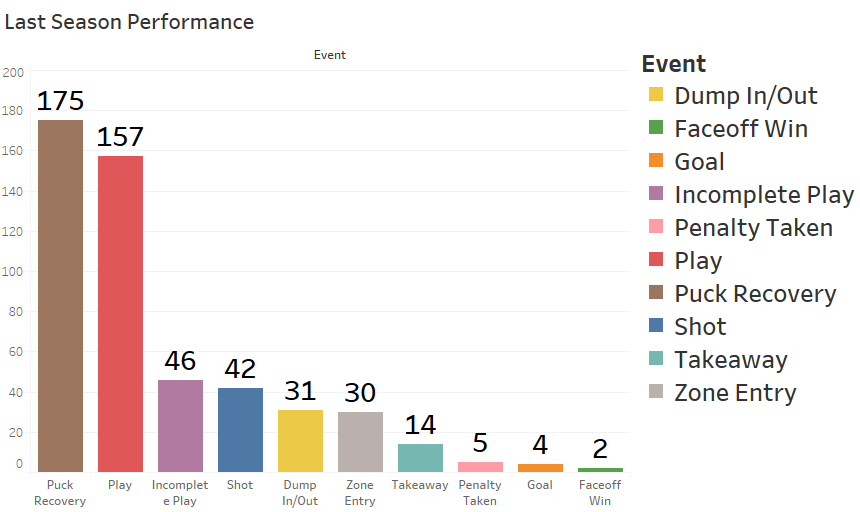 Last Season Performance
Event
200
180
160
140
120
100
80
60
40
20
0
175
157
46
42
31
30
14
5
4
2
Puck
Recovery
Play
Incomplet
e Play
Shot
Dump
In/Out
Zone
Entry
Takeaway
Penalty
Taken
Goal
Faceoff
Win
Event
Dump In/Out
Faceoff Win
Goal
Incomplete Play
Penalty Taken
Play
Puck Recovery
Shot
Takeaway
Zone Entry